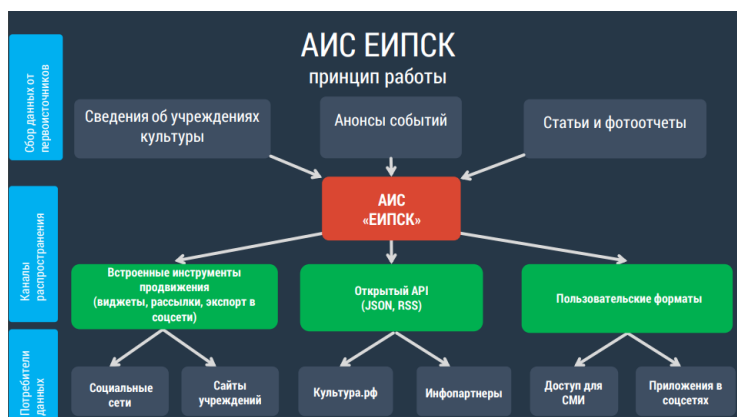 АИС ЕИПСК
принцип работы
Сбор данных от
первоисточников
Сведения об учреждениях
культуры
Анонсы событий
Статьи и фотоотчеты
АИС
«ЕИПСК»
Каналы
распространения
Встроенные инструменты
продвижения
(виджеты, рассылки, экспорт в
соцсети)
Открытый API
(JSON, RSS)
Пользовательские форматы
Потребители
данных
Социальные
сети
Сайты
учреждений
Культура.рф
Инфопартнеры
Доступ для
СМИ
Приложения в
соцсетях